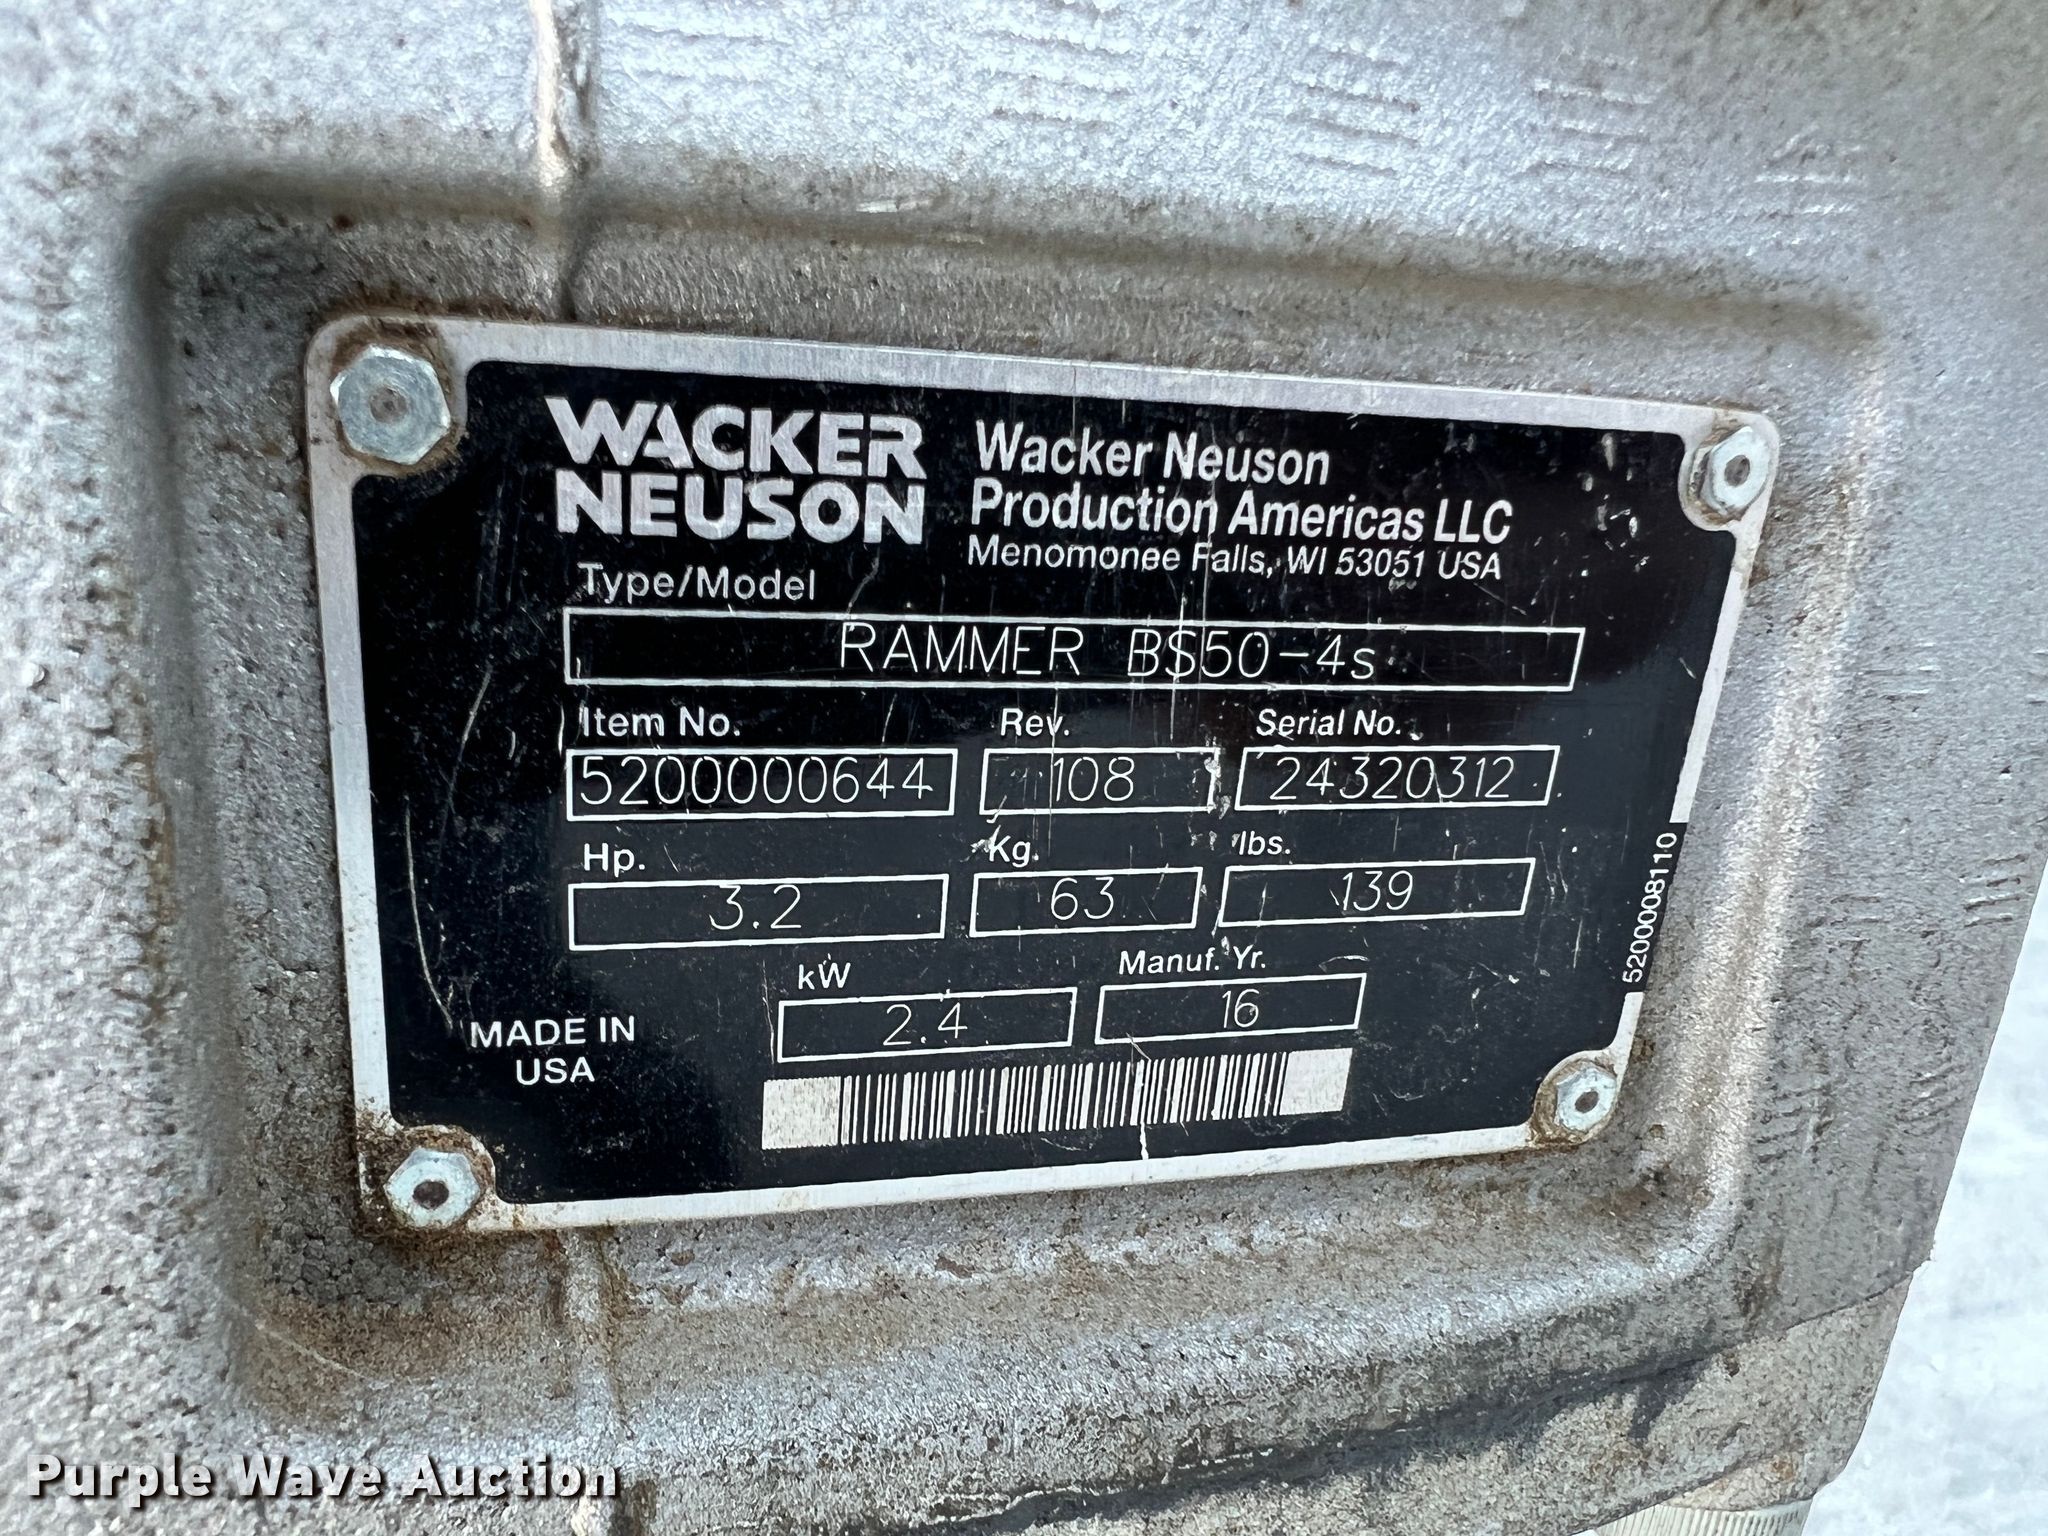 WACKER
NEUSON
Wacker Neuson
Production Americas LLC
Menomonee Falls, WI 53051 USA
Type/Model
RAMMER BS50-4s
Item No. Rev. Serial No.
5200000644 108 24320312
Hp. Kg. lbs.
3.2 63 139
kW Manuf. Yr.
2.4 16
MADE IN
USA
5200008110
Purple Wave Auction